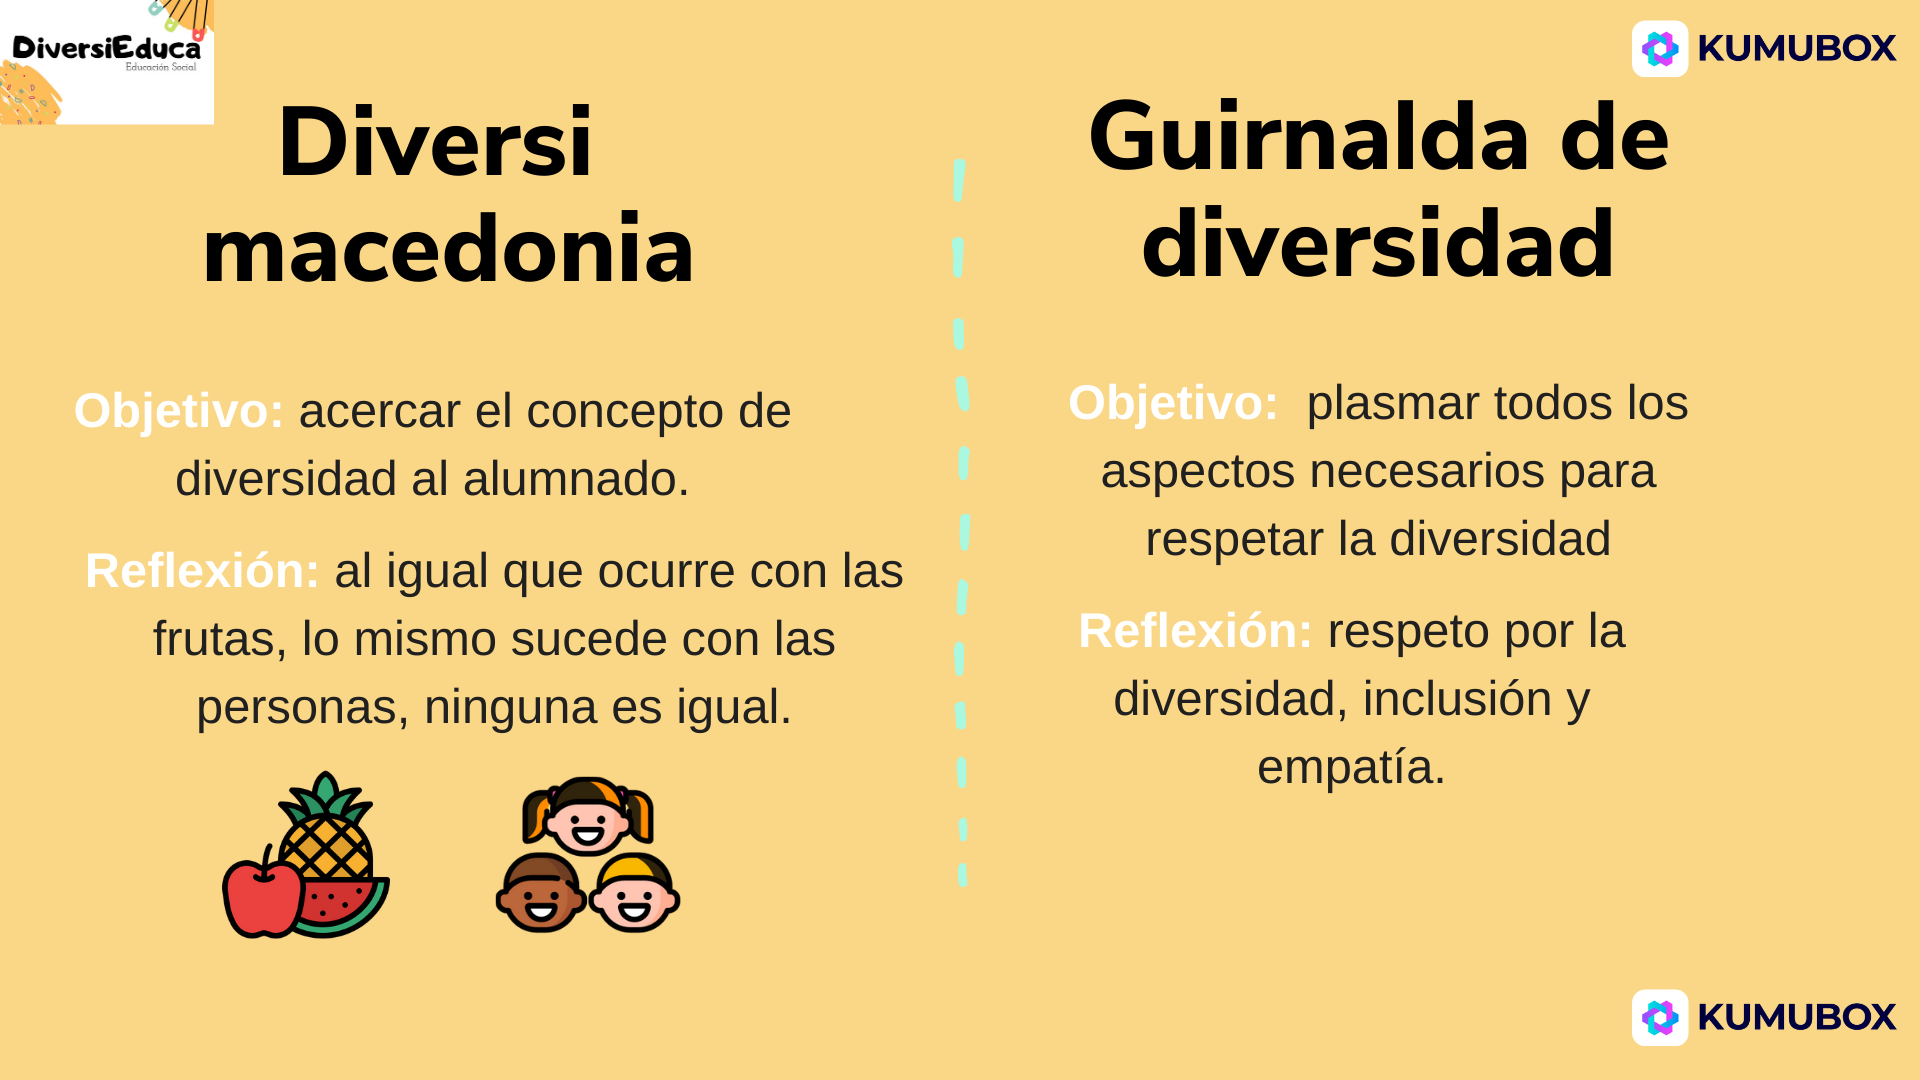 DiversiEduca
Educación Social
KUMUBOX
Diversi
macedonia
Objetivo: acercar el concepto de
diversidad al alumnado.
Reflexión: al igual que ocurre con las
frutas, lo mismo sucede con las
personas, ninguna es igual.
Guirnalda de
diversidad
Objetivo:  plasmar todos los
aspectos necesarios para
respetar la diversidad
Reflexión: respeto por la
diversidad, inclusión y
empatía.
KUMUBOX